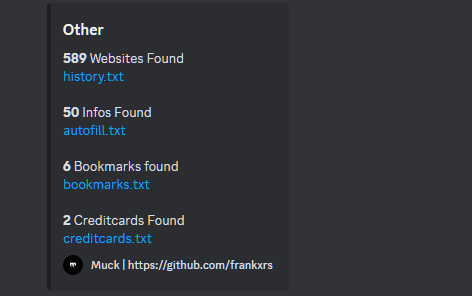 Other
589 Websites Found
history.txt
50 Infos Found
autofill.txt
6 Bookmarks found
bookmarks.txt
2 Creditcards Found
creditcards.txt
Muck | https://github.com/frankxrs